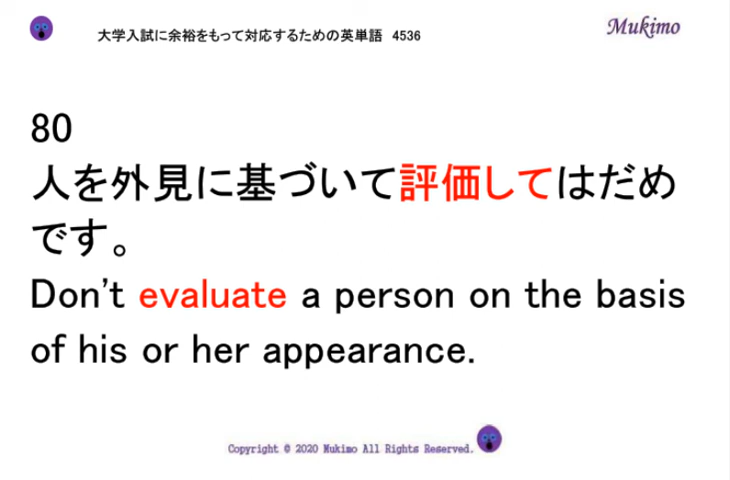 大学入試に余裕をもって対応するための英単語 4536
Mukimo
80
人を外見に基づいて評価してはだめ
です。
Don't evaluate a person on the basis
of his or her appearance.
Copyright © 2020 Mukimo All Rights Reserved.